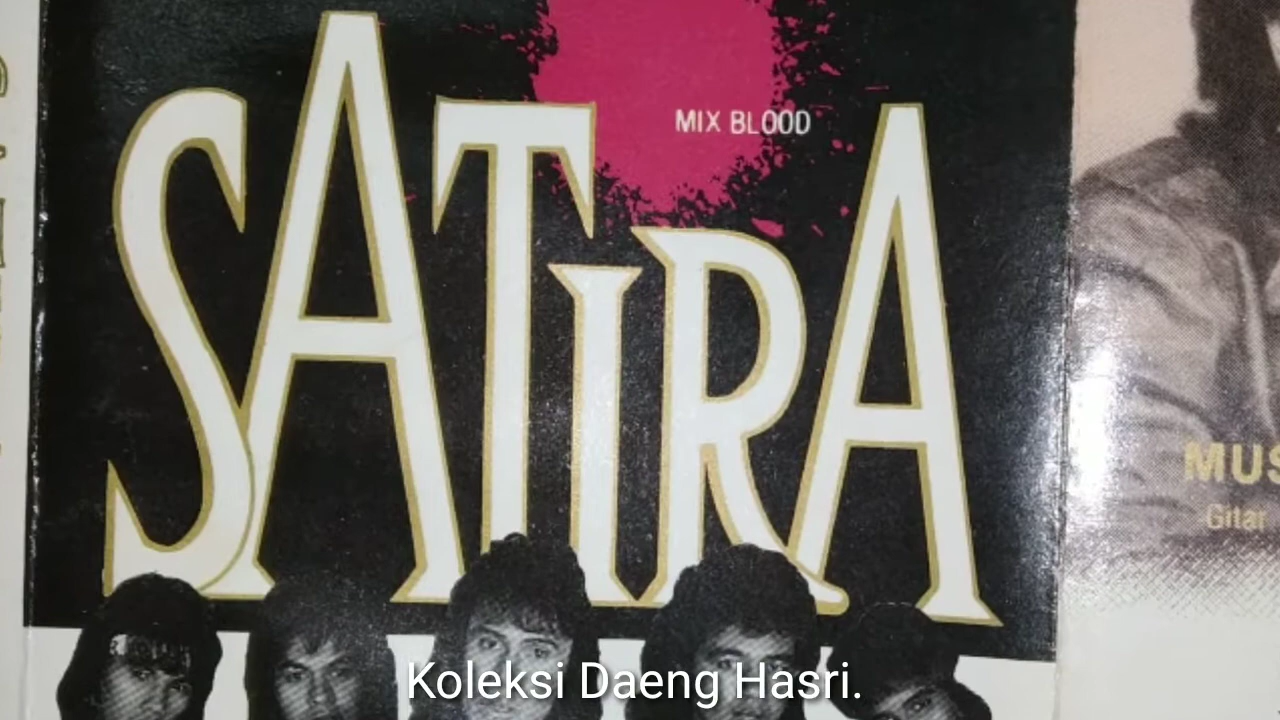 MIX BLOOD
SATiRA
MUS
Gitar
Koleksi Daeng Hasri.